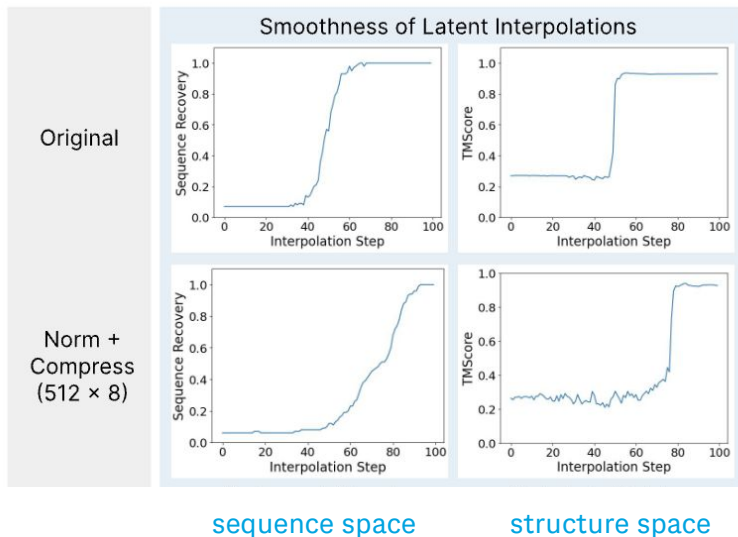 Smoothness of Latent Interpolations
Original
Sequence Recovery
1.0
0.8
0.6
0.4
0.2
0.0
0 20 40 60 80 100
Interpolation Step
TMScore
1.0
0.8
0.6
0.4
0.2
0.0
0 20 40 60 80 100
Interpolation Step
Norm +
Compress
(512 × 8)
Sequence Recovery
1.0
0.8
0.6
0.4
0.2
0.0
0 20 40 60 80 100
Interpolation Step
TMScore
1.0
0.8
0.6
0.4
0.2
0.0
0 20 40 60 80 100
Interpolation Step
sequence space
structure space